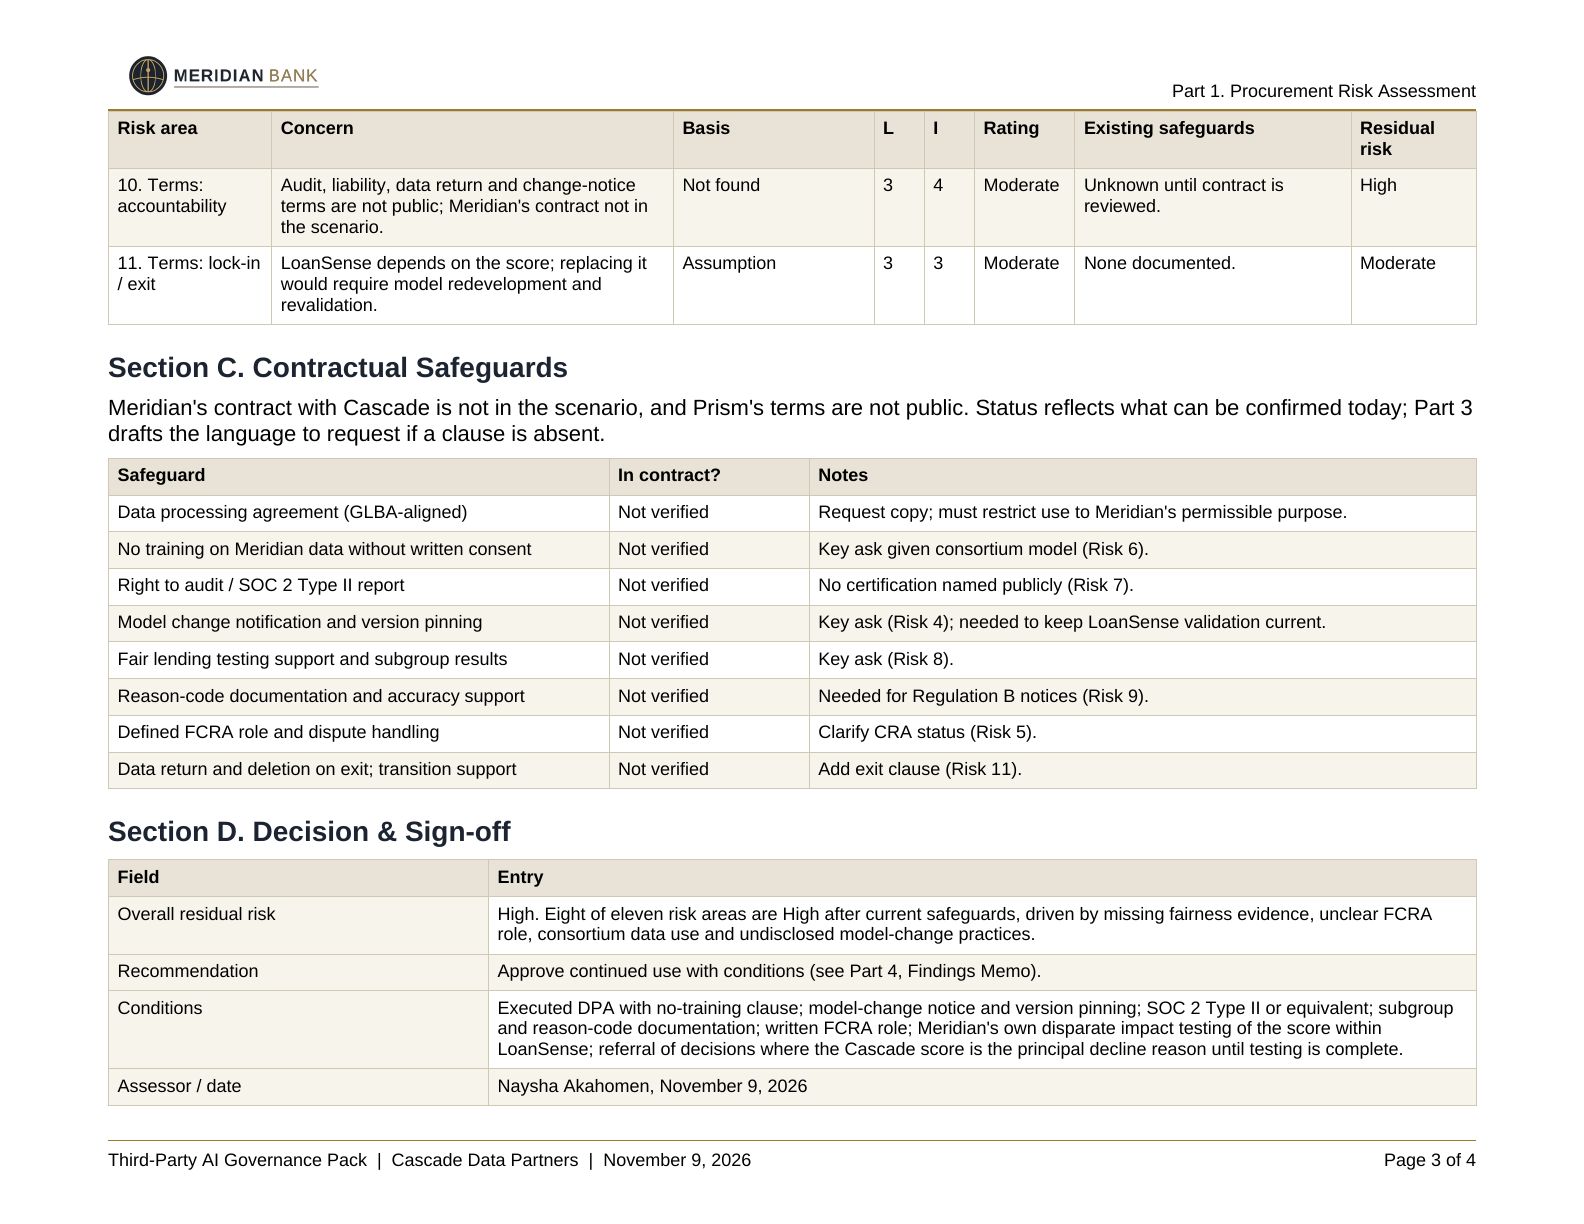 MERIDIAN BANK
Part 1. Procurement Risk Assessment
Risk area Concern Basis L I Rating Existing safeguards Residual
risk
10. Terms: Audit, liability, data return and change-notice Not found 3 4 Moderate Unknown until contract is High
accountability terms are not public; Meridian's contract not in reviewed.
the scenario.
11. Terms: lock-in LoanSense depends on the score; replacing it Assumption 3 3 Moderate None documented. Moderate
/ exit would require model redevelopment and
revalidation.
Section C. Contractual Safeguards
Meridian's contract with Cascade is not in the scenario, and Prism's terms are not public. Status reflects what can be confirmed today; Part 3
drafts the language to request if a clause is absent.
Safeguard In contract? Notes
Data processing agreement (GLBA-aligned) Not verified Request copy; must restrict use to Meridian's permissible purpose.
No training on Meridian data without written consent Not verified Key ask given consortium model (Risk 6).
Right to audit / SOC 2 Type II report Not verified No certification named publicly (Risk 7).
Model change notification and version pinning Not verified Key ask (Risk 4); needed to keep LoanSense validation current.
Fair lending testing support and subgroup results Not verified Key ask (Risk 8).
Reason-code documentation and accuracy support Not verified Needed for Regulation B notices (Risk 9).
Defined FCRA role and dispute handling Not verified Clarify CRA status (Risk 5).
Data return and deletion on exit; transition support Not verified Add exit clause (Risk 11).
Section D. Decision & Sign-off
Field Entry
Overall residual risk High. Eight of eleven risk areas are High after current safeguards, driven by missing fairness evidence, unclear FCRA
role, consortium data use and undisclosed model-change practices.
Recommendation Approve continued use with conditions (see Part 4, Findings Memo).
Conditions Executed DPA with no-training clause; model-change notice and version pinning; SOC 2 Type II or equivalent; subgroup
and reason-code documentation; written FCRA role; Meridian's own disparate impact testing of the score within
LoanSense; referral of decisions where the Cascade score is the principal decline reason until testing is complete.
Assessor / date Naysha Akahomen, November 9, 2026
Third-Party AI Governance Pack | Cascade Data Partners | November 9, 2026
Page 3 of 4